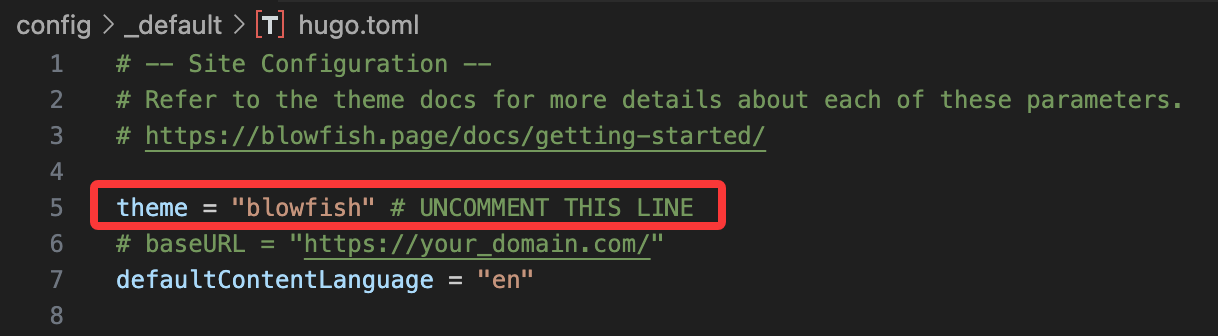 config > _default > [T] hugo.toml
1 # -- Site Configuration --
2 # Refer to the theme docs for more details about each of these parameters.
3 # https://blowfish.page/docs/getting-started/
4
5 theme = "blowfish" # UNCOMMENT THIS LINE
6 # baseURL = "https://your_domain.com/"
7 defaultContentLanguage = "en"
8